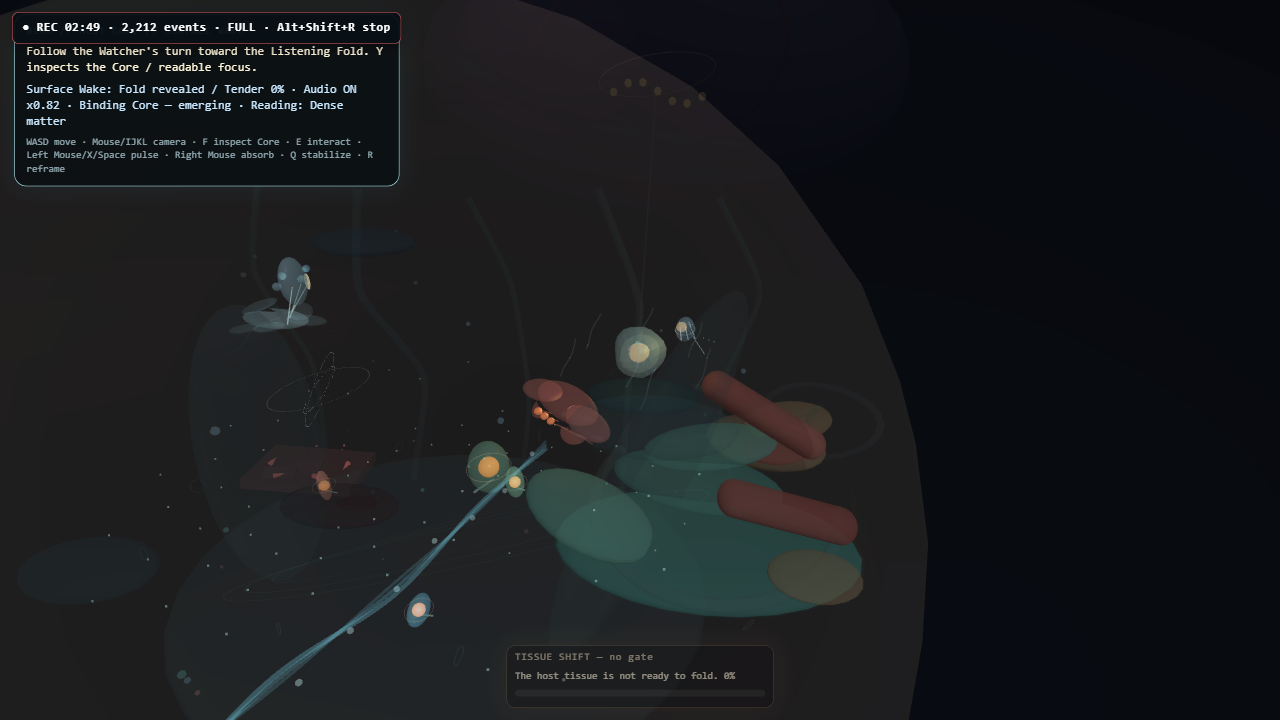 ● REC 02:49 · 2,212 events · FULL · Alt+Shift+R stop
Follow the Watcher's turn toward the Listening Fold. Y
inspects the Core / readable focus.
Surface Wake: Fold revealed / Tender 0% · Audio ON
x0.82 · Binding Core — emerging · Reading: Dense
matter
WASD move · Mouse/IJKL camera · F inspect Core · E interact ·
Left Mouse/X/Space pulse · Right Mouse absorb · Q stabilize · R
reframe
TISSUE SHIFT — no gate
The host tissue is not ready to fold. 0%